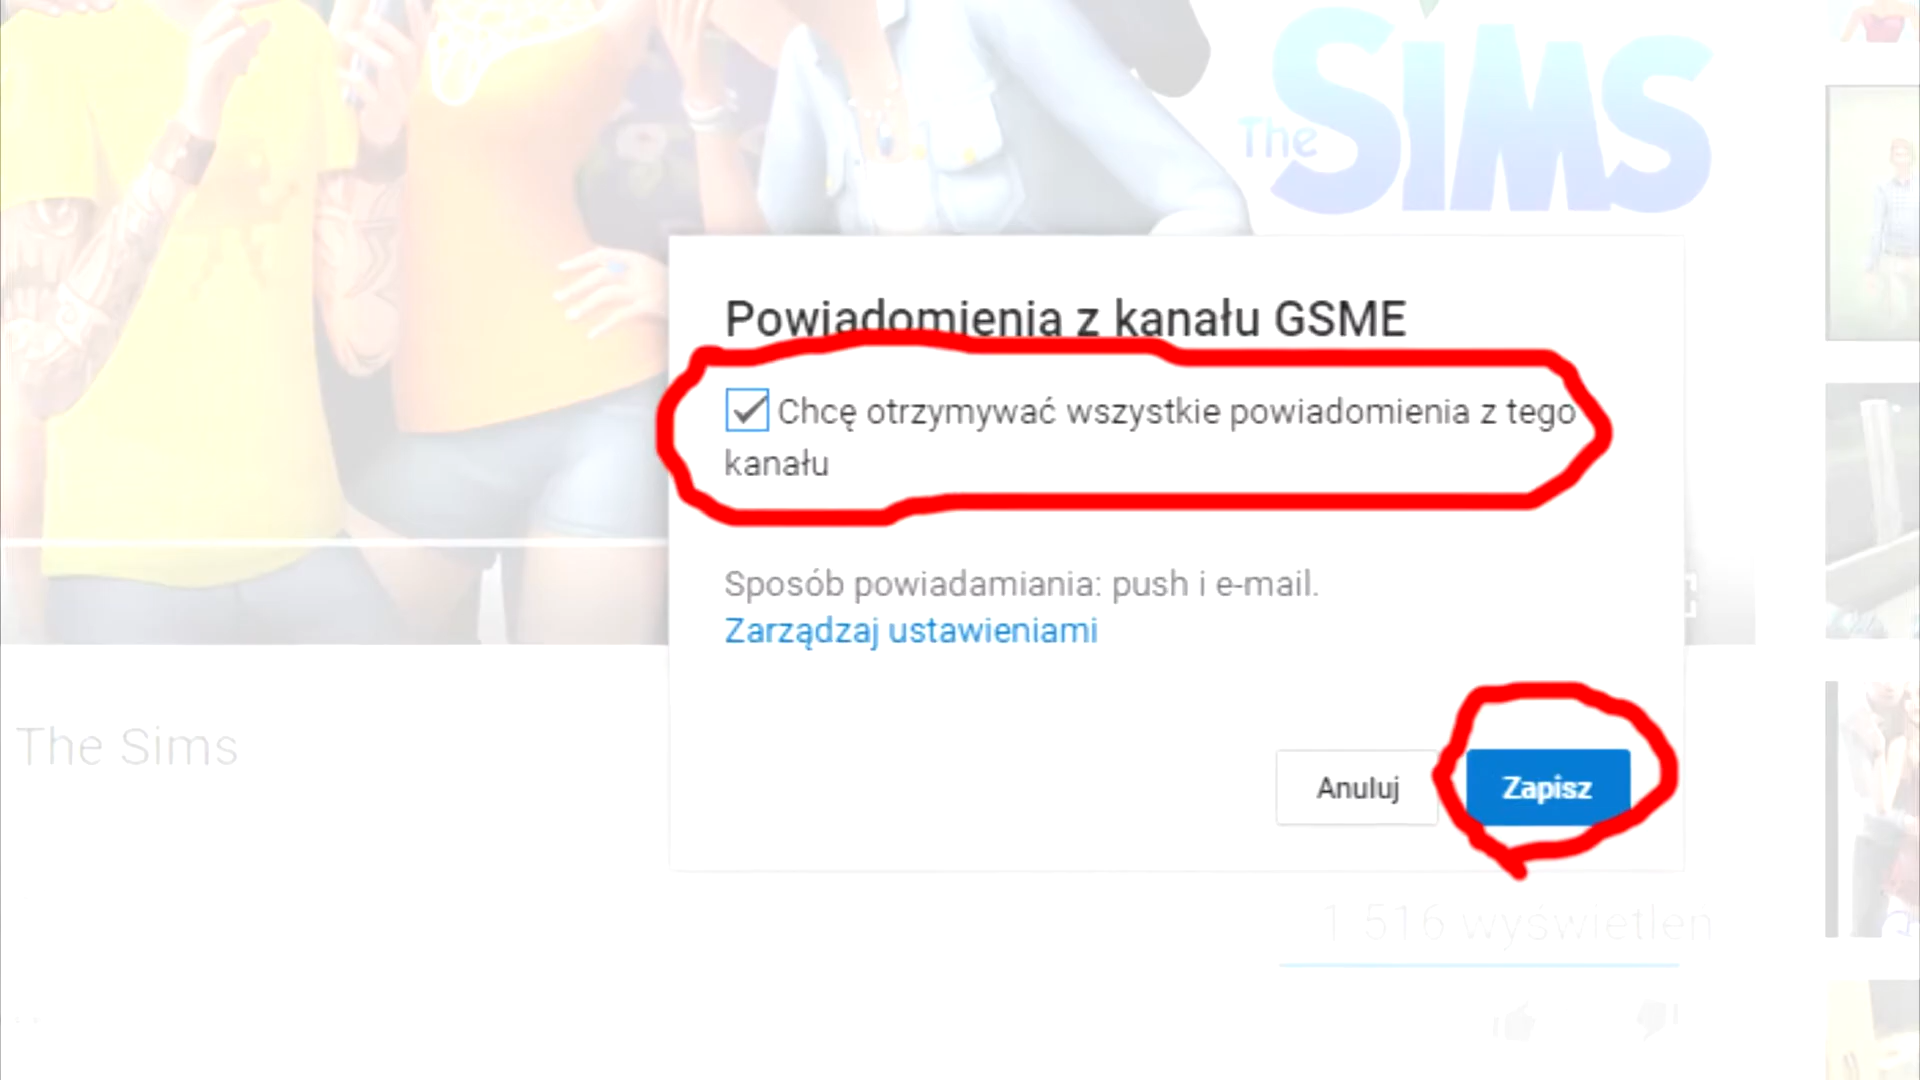 The SIMS
Powiadomienia z kanału GSME
Chcę otrzymywać wszystkie powiadomienia z tego
kanału
Sposób powiadamiania: push i e-mail.
Zarządzaj ustawieniami
The Sims
Anuluj
Zapisz
1 516 wyświetleń